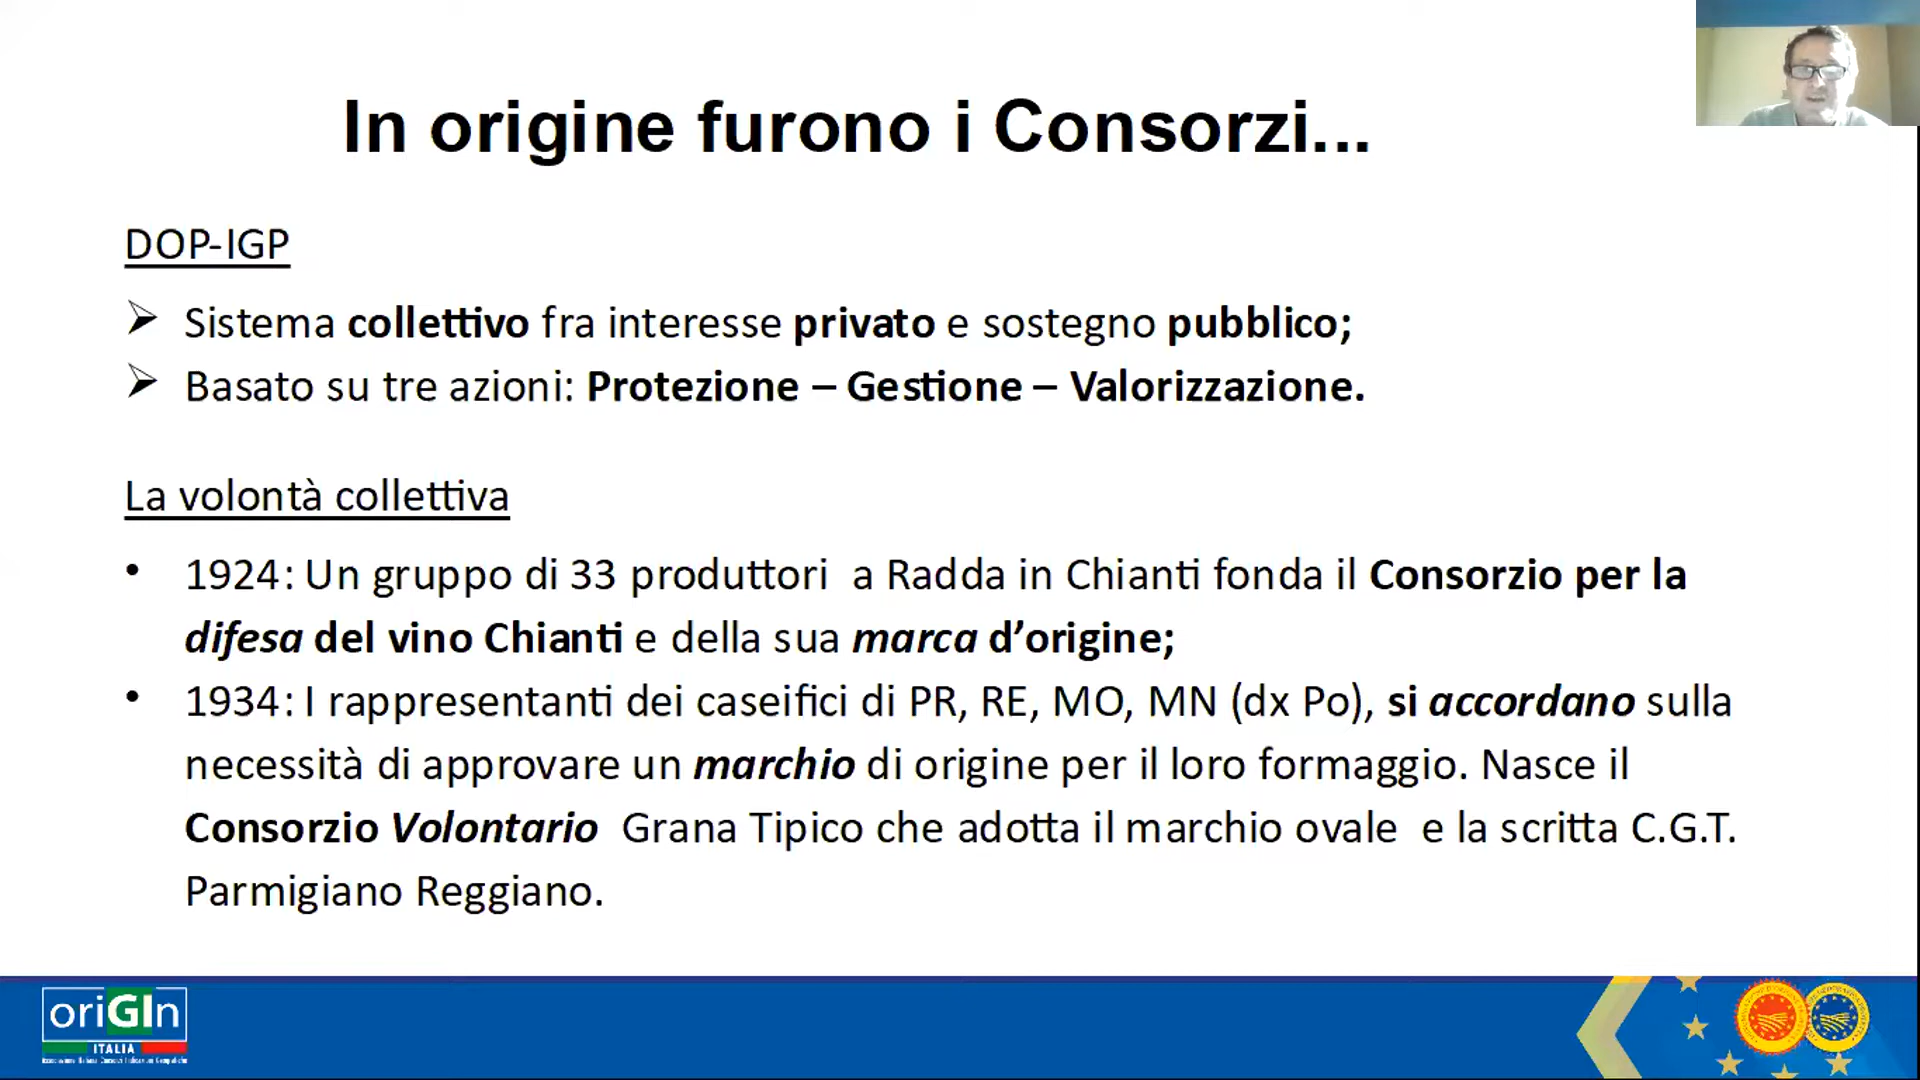 In origine furono i Consorzi...
DOP-IGP
Sistema collettivo fra interesse privato e sostegno pubblico;
Basato su tre azioni: Protezione – Gestione – Valorizzazione.
La volontà collettiva
1924: Un gruppo di 33 produttori a Radda in Chianti fonda il Consorzio per la
difesa del vino Chianti e della sua marca d’origine;
1934: I rappresentanti dei caseifici di PR, RE, MO, MN (dx Po), si accordano sulla
necessità di approvare un marchio di origine per il loro formaggio. Nasce il
Consorzio Volontario Grana Tipico che adotta il marchio ovale e la scritta C.G.T.
Parmigiano Reggiano.
oriGIn
ITALIA